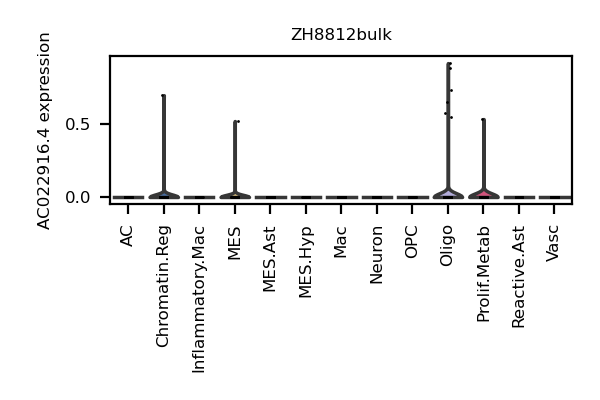 ZH8812bulk
AC022916.4 expression
0.5
0.0
AC
Chromatin.Reg
Inflammatory.Mac
MES
MES.Ast
MES.Hyp
Mac
Neuron
OPC
Oligo
Prolif.Metab
Reactive.Ast
Vasc